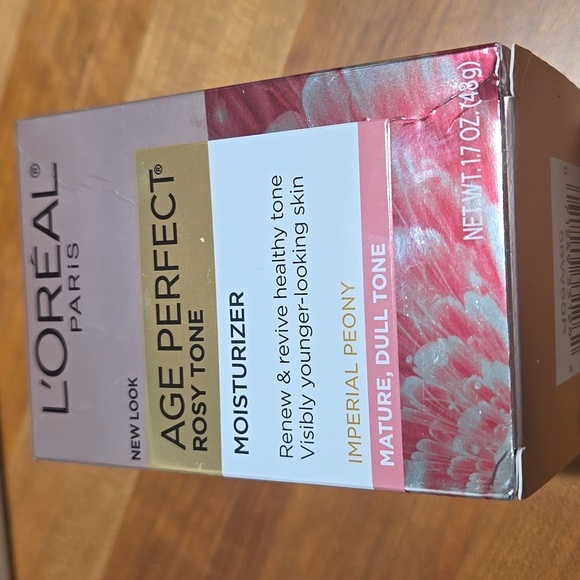 L'ORÉAL®
PARIS
NEW LOOK
AGE PERFECT®
ROSY TONE
MOISTURIZER
Renew & revive healthy tone
Visibly younger-looking skin
IMPERIAL PEONY
MATURE, DULL TONE
NET WT. 1.7 OZ. (48g)